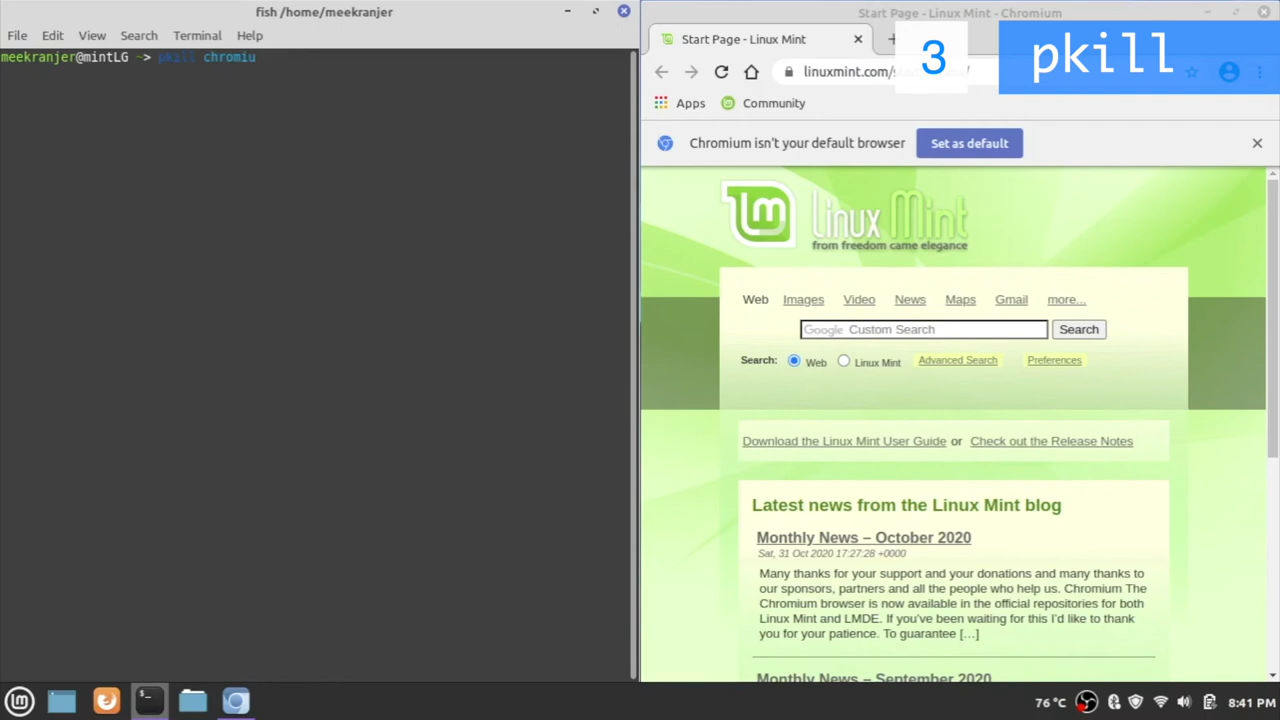 fish /home/meekranjer
File Edit View Search Terminal Help
meekranjer@mintLG ~> pkill chromiu
Start Page - Linux Mint - Chromium
Start Page - Linux Mint
3 pkill
linuxmint.com/
Apps Community
Chromium isn't your default browser Set as default
Linux Mint
from freedom came elegance
Web Images Video News Maps Gmail more...
Google Custom Search Search
Search: Web Linux Mint Advanced Search Preferences
Download the Linux Mint User Guide or Check out the Release Notes
Latest news from the Linux Mint blog
Monthly News – October 2020
Sat, 31 Oct 2020 17:27:28 +0000
Many thanks for your support and your donations and many thanks to
our sponsors, partners and all the people who help us. Chromium The
Chromium browser is now available in the official repositories for both
Linux Mint and LMDE. If you've been waiting for this I'd like to thank
you for your patience. To guarantee […]
Monthly News – September 2020
76 °C 8:41 PM